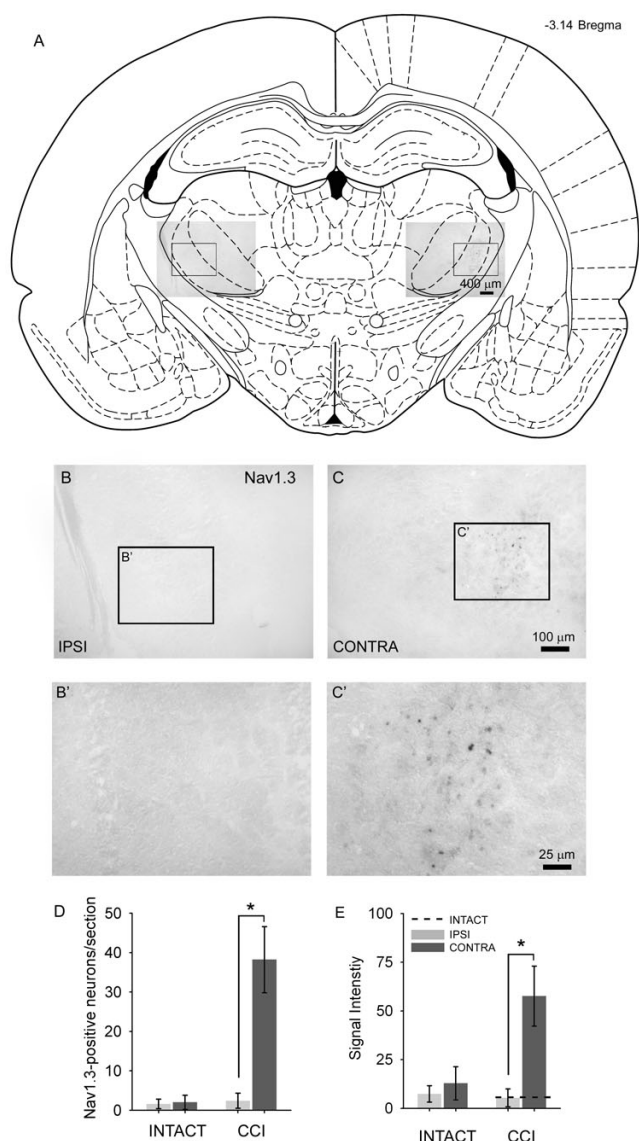 A
-3.14 Bregma
400 μm
B
Nav1.3
B'
IPSI
C
C'
CONTRA
100 μm
B'
C'
25 μm
D
Nav1.3-positive neurons/section
50
40
30
20
10
0
*
INTACT
CCI
E
Signal Intenstiy
100
75
50
25
0
INTACT
IPSI
CONTRA
*
INTACT
CCI